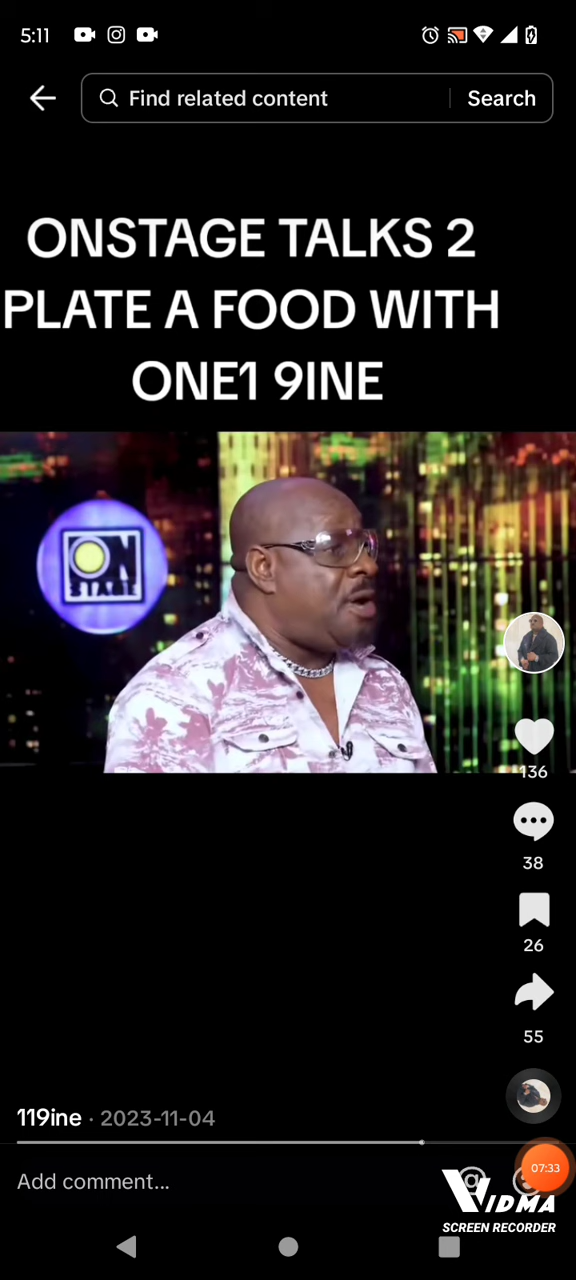 5:11
Find related content
Search
ONSTAGE TALKS 2
PLATE A FOOD WITH
ONE1 9INE
ON
STAGE
136
38
26
55
119ine · 2023-11-04
07:33
Add comment...
VIDMA
SCREEN RECORDER